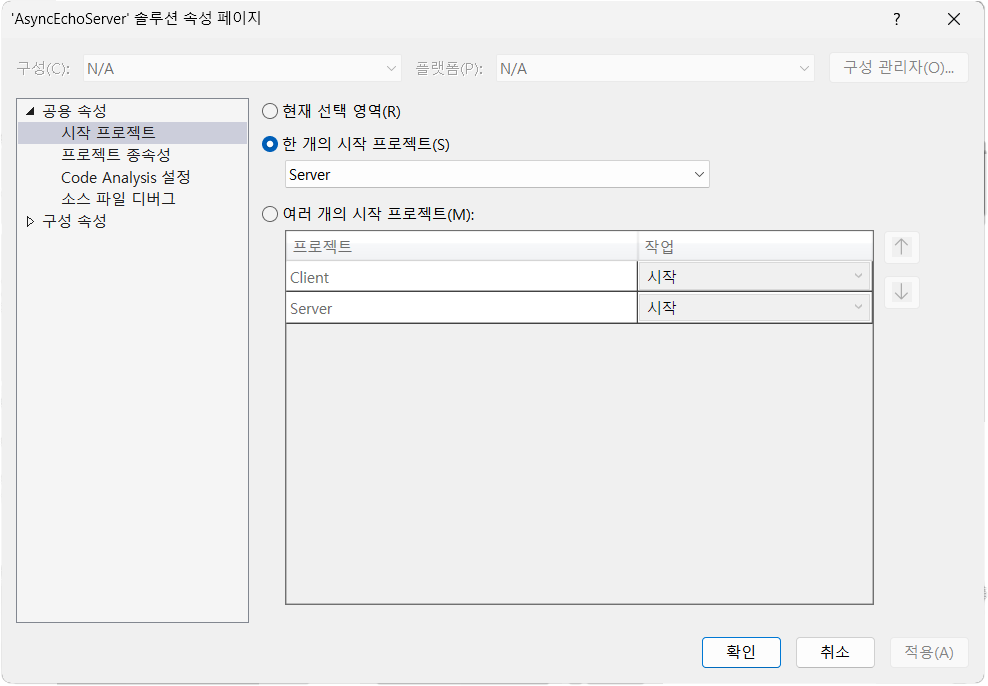 'AsyncEchoServer' 솔루션 속성 페이지 ?
구성(C): N/A 플랫폼(P): N/A 구성 관리자(O)...
공용 속성
시작 프로젝트
프로젝트 종속성
Code Analysis 설정
소스 파일 디버그
구성 속성
현재 선택 영역(R)
한 개의 시작 프로젝트(S)
Server
여러 개의 시작 프로젝트(M):
프로젝트 작업
Client 시작
Server 시작
확인 취소 적용(A)